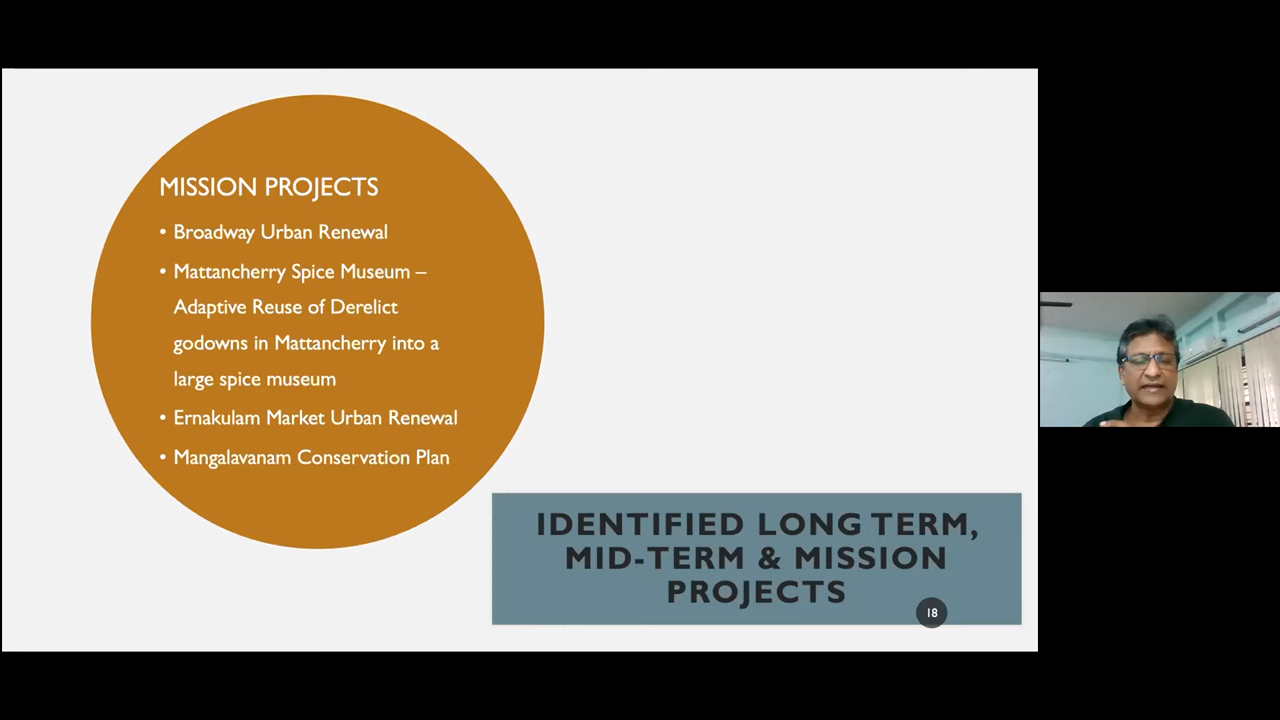 MISSION PROJECTS
• Broadway Urban Renewal
• Mattancherry Spice Museum –
Adaptive Reuse of Derelict
godowns in Mattancherry into a
large spice museum
• Ernakulam Market Urban Renewal
• Mangalavanam Conservation Plan
IDENTIFIED LONG TERM,
MID-TERM & MISSION
PROJECTS
18